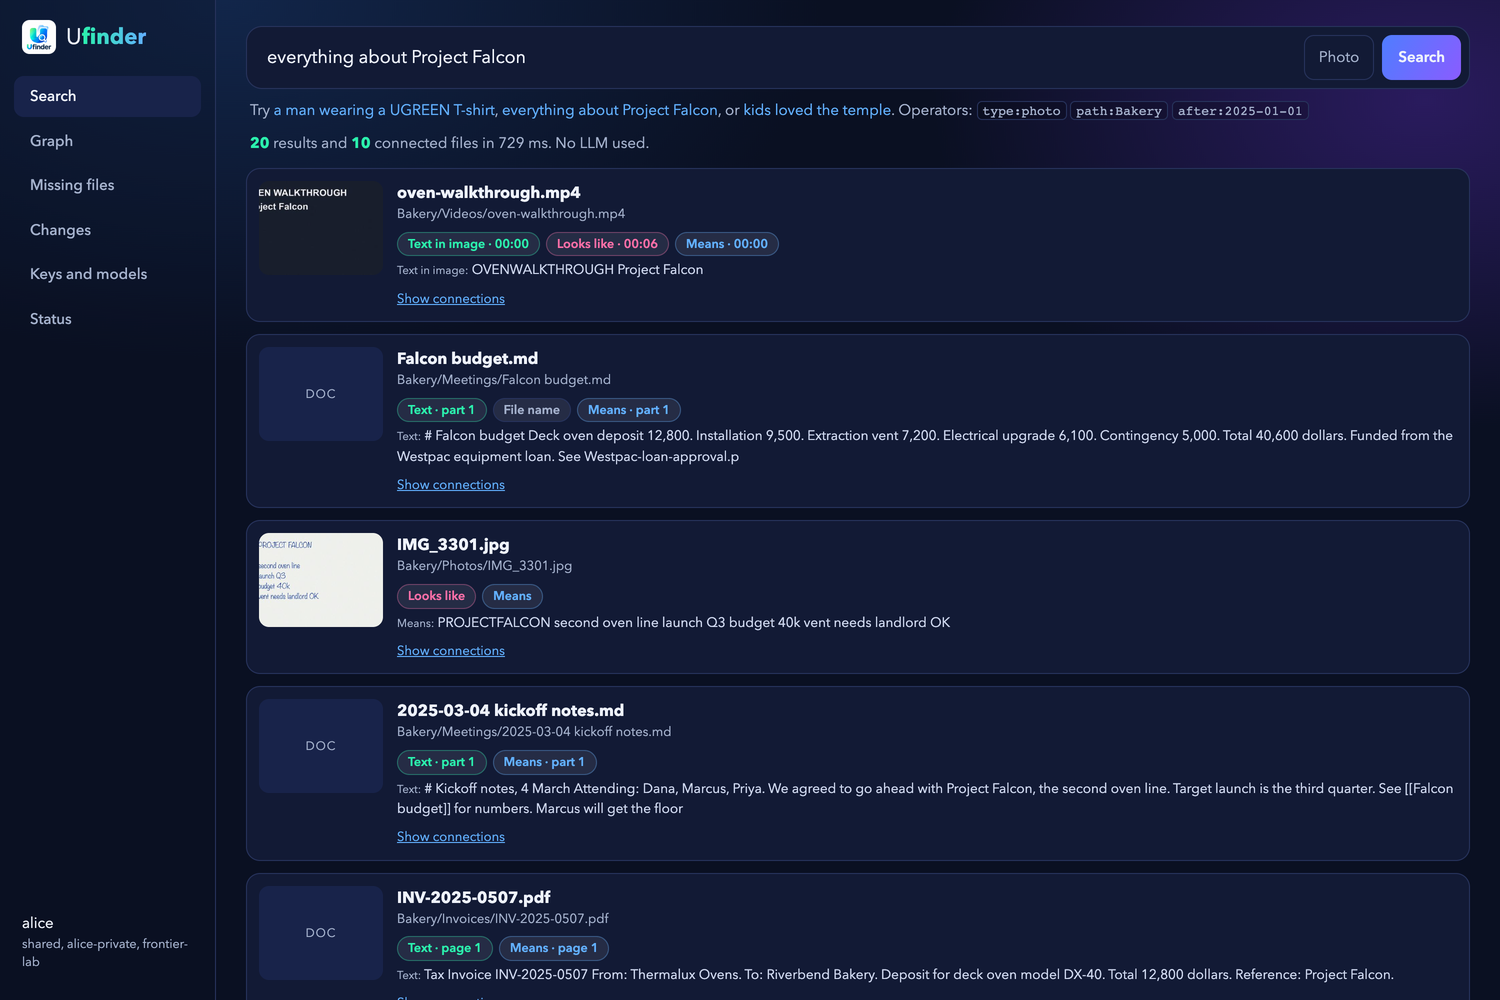 Ufinder
Ufinder
Search
Graph
Missing files
Changes
Keys and models
Status
alice
shared, alice-private, frontier-
lab
everything about Project Falcon
Photo
Search
Try a man wearing a UGREEN T-shirt, everything about Project Falcon, or kids loved the temple. Operators: type:photo path:Bakery after:2025-01-01
20 results and 10 connected files in 729 ms. No LLM used.
EN WALKTHROUGH
ject Falcon
oven-walkthrough.mp4
Bakery/Videos/oven-walkthrough.mp4
Text in image · 00:00 Looks like · 00:06 Means · 00:00
Text in image: OVENWALKTHROUGH Project Falcon
Show connections
DOC
Falcon budget.md
Bakery/Meetings/Falcon budget.md
Text · part 1 File name Means · part 1
Text: # Falcon budget Deck oven deposit 12,800. Installation 9,500. Extraction vent 7,200. Electrical upgrade 6,100. Contingency 5,000. Total 40,600 dollars. Funded from the
Westpac equipment loan. See Westpac-loan-approval.p
Show connections
PROJECT FALCON
second oven line
aunch Q3
budget 40k
vent needs landlord OK
IMG_3301.jpg
Bakery/Photos/IMG_3301.jpg
Looks like Means
Means: PROJECTFALCON second oven line launch Q3 budget 40k vent needs landlord OK
Show connections
DOC
2025-03-04 kickoff notes.md
Bakery/Meetings/2025-03-04 kickoff notes.md
Text · part 1 Means · part 1
Text: # Kickoff notes, 4 March Attending: Dana, Marcus, Priya. We agreed to go ahead with Project Falcon, the second oven line. Target launch is the third quarter. See [[Falcon
budget]] for numbers. Marcus will get the floor
Show connections
DOC
INV-2025-0507.pdf
Bakery/Invoices/INV-2025-0507.pdf
Text · page 1 Means · page 1
Text: Tax Invoice INV-2025-0507 From: Thermalux Ovens. To: Riverbend Bakery. Deposit for deck oven model DX-40. Total 12,800 dollars. Reference: Project Falcon.